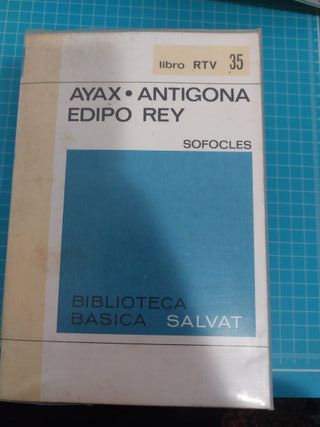 libro RTV 35
AYAX • ANTIGONA
EDIPO REY
SOFOCLES
BIBLIOTECA
BASICA SALVAT